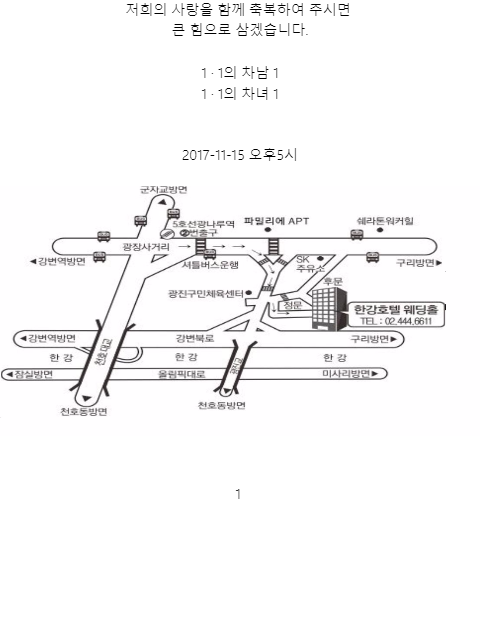 저희의 사랑을 함께 축복하여 주시면
큰 힘으로 삼겠습니다.
1 · 1의 차남 1
1 · 1의 차녀 1
2017-11-15 오후5시
군자교방면
5호선광나루역
②번출구
파밀리에 APT
쉐라톤워커힐
광장사거리
◀강변역방면
셔틀버스운행
SK
주유소
구리방면▶
후문
광진구민체육센터
정문
한강호텔 웨딩홀
TEL : 02.444.6611
◀강변역방면
천호대교
강변북로
구리방면▶
한 강
한 강
한 강
◀잠실방면
올림픽대로
미사리방면▶
천호동방면
천호동방면
1